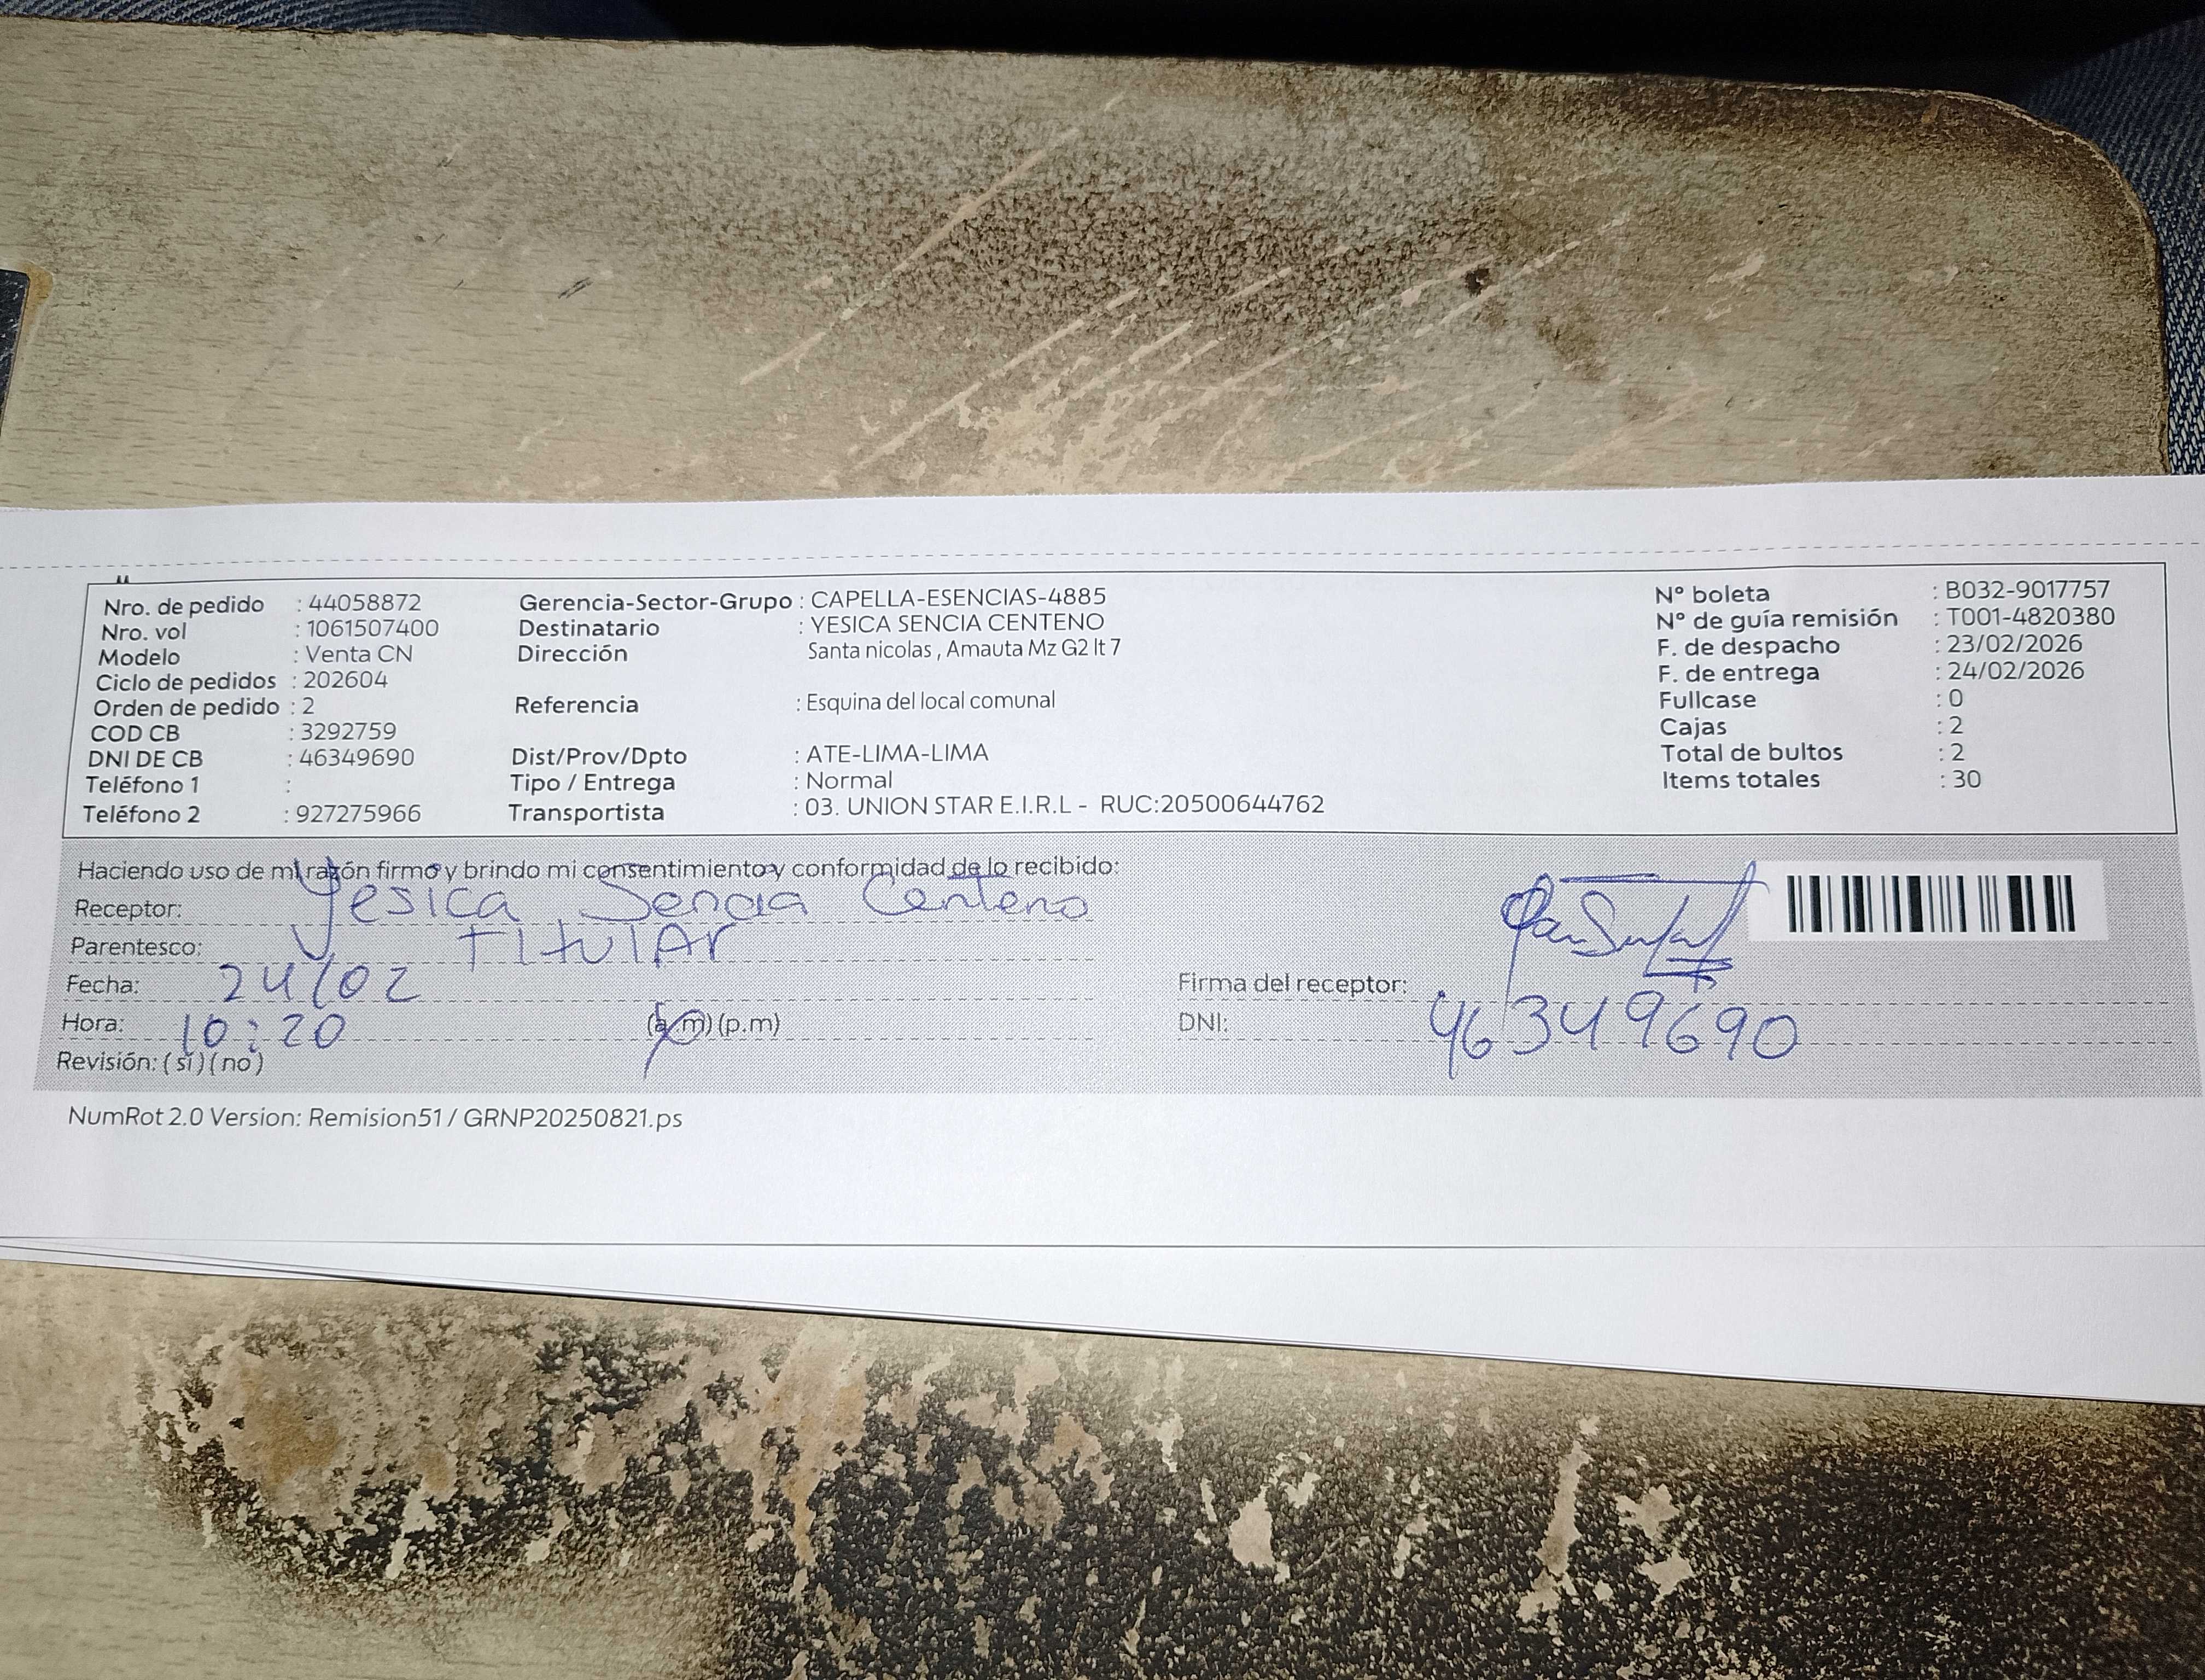 Nro. de pedido : 44058872
Nro. vol : 1061507400
Modelo : Venta CN
Ciclo de pedidos : 202604
Orden de pedido : 2
COD CB : 3292759
DNI DE CB : 46349690
Teléfono 1 :
Teléfono 2 : 927275966
Gerencia-Sector-Grupo : CAPELLA-ESENCIAS-4885
Destinatario : YESICA SENCIA CENTENO
Dirección Santa nicolas , Amauta Mz G2 lt 7
Referencia : Esquina del local comunal
Dist/Prov/Dpto : ATE-LIMA-LIMA
Tipo / Entrega : Normal
Transportista : 03. UNION STAR E.I.R.L - RUC:20500644762
N° boleta : B032-9017757
N° de guía remisión : T001-4820380
F. de despacho : 23/02/2026
F. de entrega : 24/02/2026
Fullcase : 0
Cajas : 2
Total de bultos : 2
Items totales : 30
Haciendo uso de mi razón firmo y brindo mi consentimiento y conformidad de lo recibido:
Receptor: Yesica Sencia Centeno
Parentesco: TItulAr
Fecha: 24/02
Hora: 10:20 (a.m) (p.m)
Revisión: (si) (no)
Firma del receptor:
DNI: 46349690
NumRot 2.0 Version: Remision51 / GRNP20250821.ps